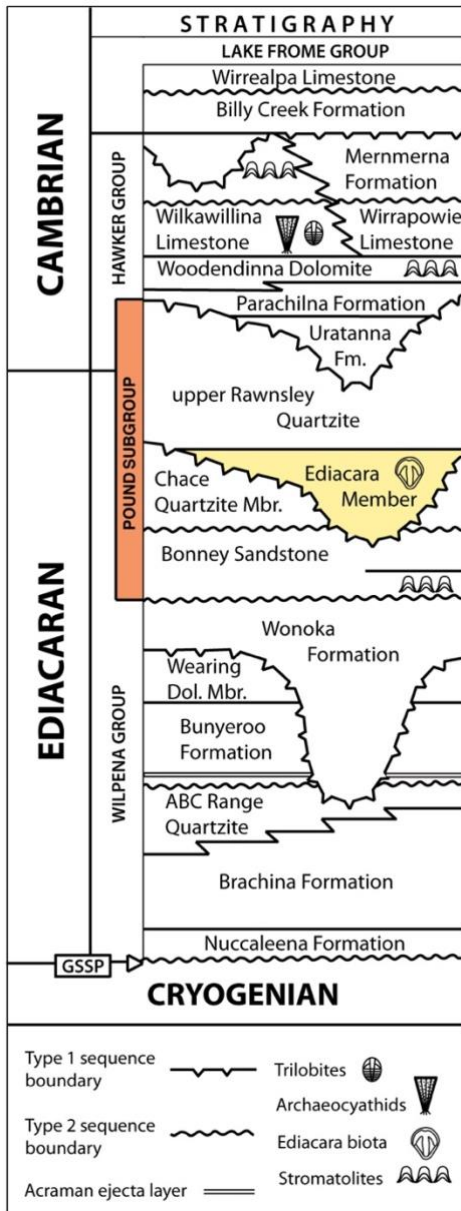 STRATIGRAPHY
LAKE FROME GROUP
Wirrealpa Limestone
Billy Creek Formation
CAMBRIAN
HAWKER GROUP
Mernmerna
Formation
Wilkawillina
Limestone
Wirrapowie
Limestone
Woodendinna Dolomite
Parachilna Formation
Uratanna
Fm.
EDIACARAN
POUND SUBGROUP
upper Rawnsley
Quartzite
Chace
Quartzite Mbr.
Ediacara
Member
Bonney Sandstone
WILPENA GROUP
Wonoka
Formation
Wearing
Dol. Mbr.
Bunyeroo
Formation
ABC Range
Quartzite
Brachina Formation
Nuccaleena Formation
GSSP
CRYOGENIAN
Type 1 sequence
boundary
Type 2 sequence
boundary
Acraman ejecta layer
Trilobites
Archaeocyathids
Ediacara biota
Stromatolites